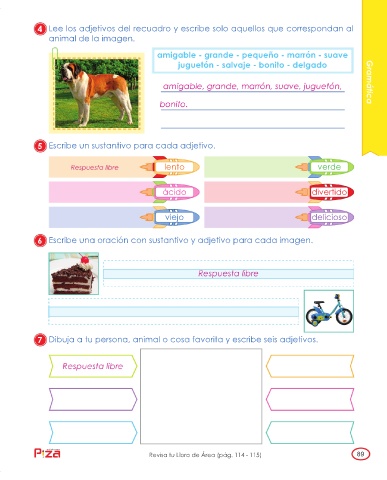 4 Lee los adjetivos del recuadro y escribe solo aquellos que correspondan al
animal de la imagen.
amigable - grande - pequeño - marrón - suave
juguetón - salvaje - bonito - delgado
amigable, grande, marrón, suave, juguetón,
bonito.
Gramática
5 Escribe un sustantivo para cada adjetivo.
Respuesta libre lento verde
ácido divertido
viejo delicioso
6 Escribe una oración con sustantivo y adjetivo para cada imagen.
Respuesta libre
7 Dibuja a tu persona, animal o cosa favorita y escribe seis adjetivos.
Respuesta libre
Piza
Revisa tu Libro de Área (pág. 114 - 115)
89